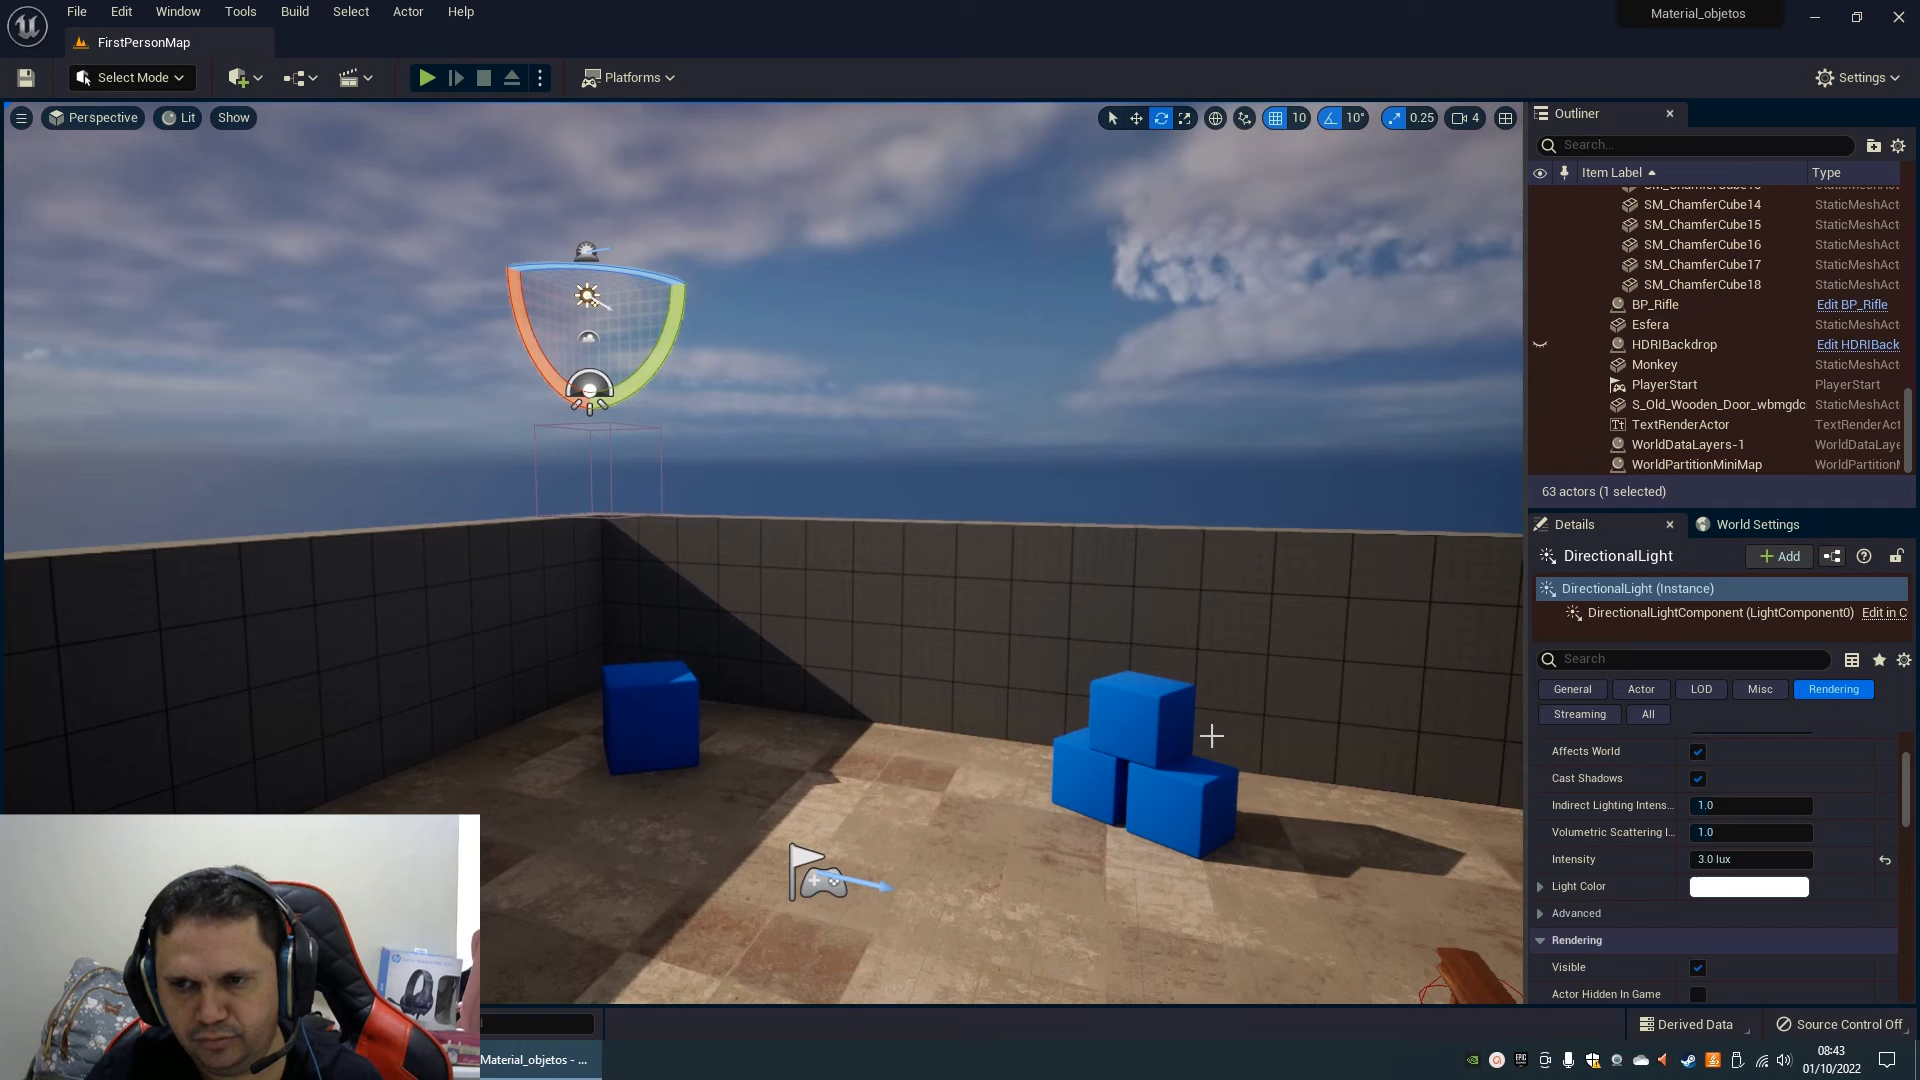 File Edit Window Tools Build Select Actor Help
Material_objetos
FirstPersonMap
Select Mode
Platforms
Settings
Perspective Lit Show
10 10° 0.25 4
Outliner
Search...
Item Label Type
SM_ChamferCube14 StaticMeshAct
SM_ChamferCube15 StaticMeshAct
SM_ChamferCube16 StaticMeshAct
SM_ChamferCube17 StaticMeshAct
SM_ChamferCube18 StaticMeshAct
BP_Rifle Edit BP_Rifle
Esfera StaticMeshAct
HDRIBackdrop Edit HDRIBack
Monkey StaticMeshAct
PlayerStart PlayerStart
S_Old_Wooden_Door_wbmgdc StaticMeshAct
TextRenderActor TextRenderAct
WorldDataLayers-1 WorldDataLaye
WorldPartitionMiniMap WorldPartition
63 actors (1 selected)
Details World Settings
DirectionalLight Add
DirectionalLight (Instance)
DirectionalLightComponent (LightComponent0) Edit in C
Search
General Actor LOD Misc Rendering
Streaming All
Affects World
Cast Shadows
Indirect Lighting Intens... 1.0
Volumetric Scattering I... 1.0
Intensity 3.0 lux
Light Color
Advanced
Rendering
Visible
Actor Hidden In Game
Derived Data Source Control Off
Material_objetos - ...
08:43
01/10/2022